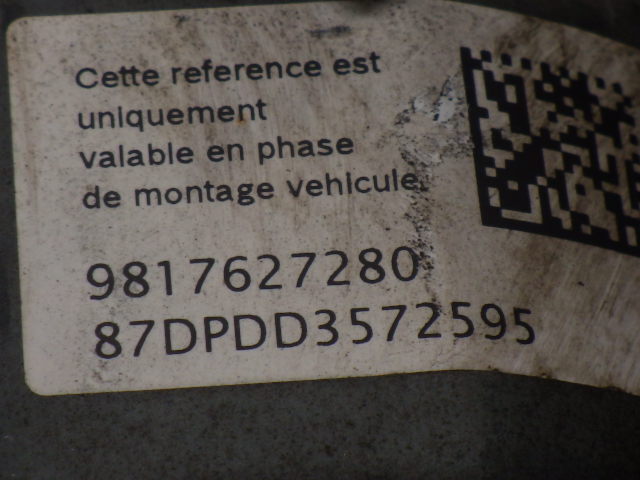 Cette reference est
uniquement
valable en phase
de montage vehicule.
9817627280
87DPDD3572595